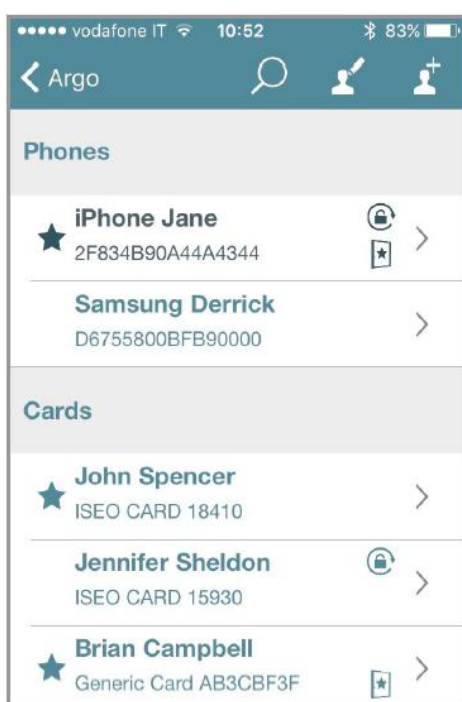 vodafone IT 10:52 83%
Argo
Phones
iPhone Jane
2F834B90A44A4344
Samsung Derrick
D6755800BFB90000
Cards
John Spencer
ISEO CARD 18410
Jennifer Sheldon
ISEO CARD 15930
Brian Campbell
Generic Card AB3CBF3F